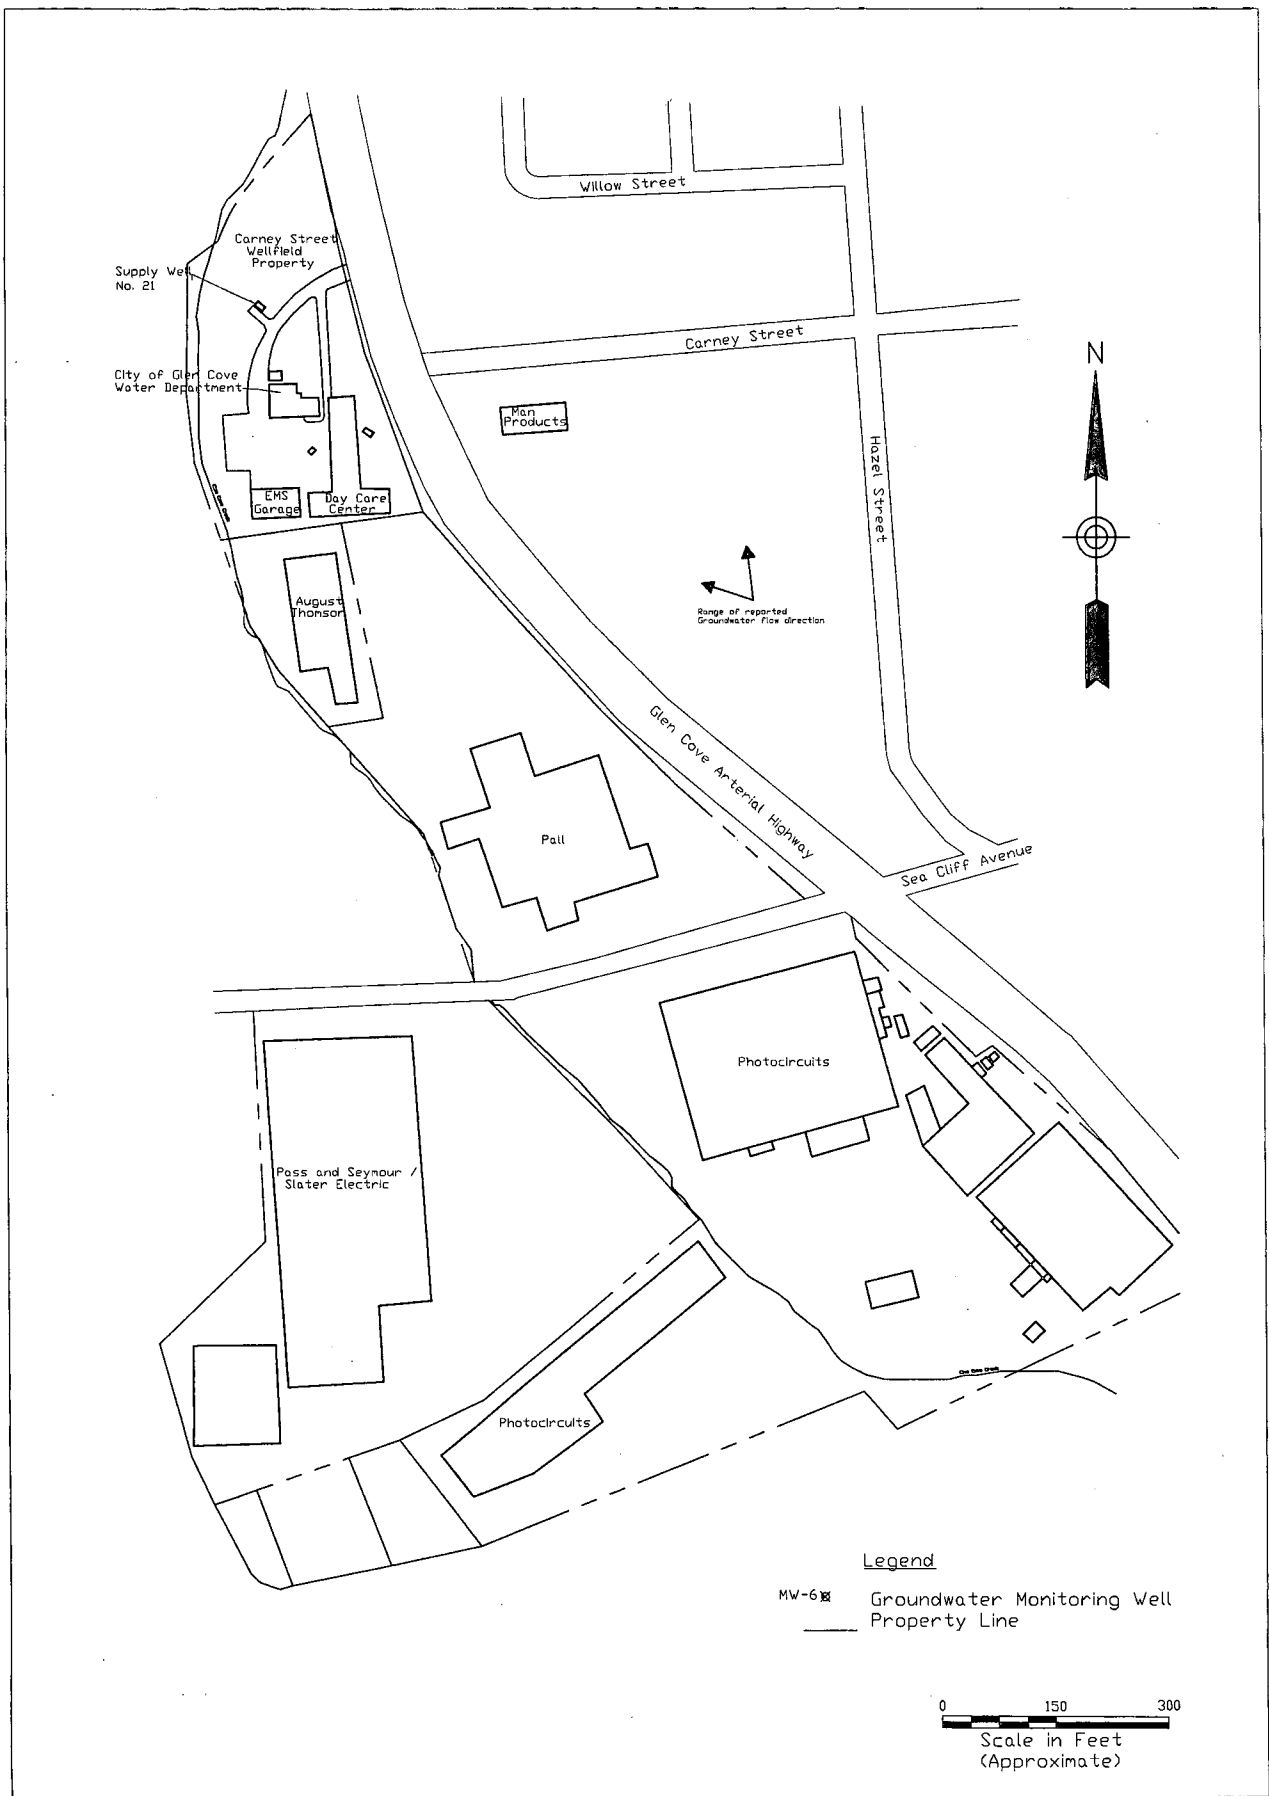 Willow Street
Carney Street
Wellfield
Property
Supply Well
No. 21
Carney Street
N
City of Glen Cove
Water Department
Man
Products
Hazel Street
EMS
Garage
Day Care
Center
August
Thomson
Range of reported
Groundwater flow direction
Glen Cove Arterial Highway
Pall
Sea Cliff Avenue
Photocircuits
Pass and Seymour /
Slater Electric
Photocircuits
Legend
MW-6 Groundwater Monitoring Well
Property Line
0 150 300
Scale in Feet
(Approximate)